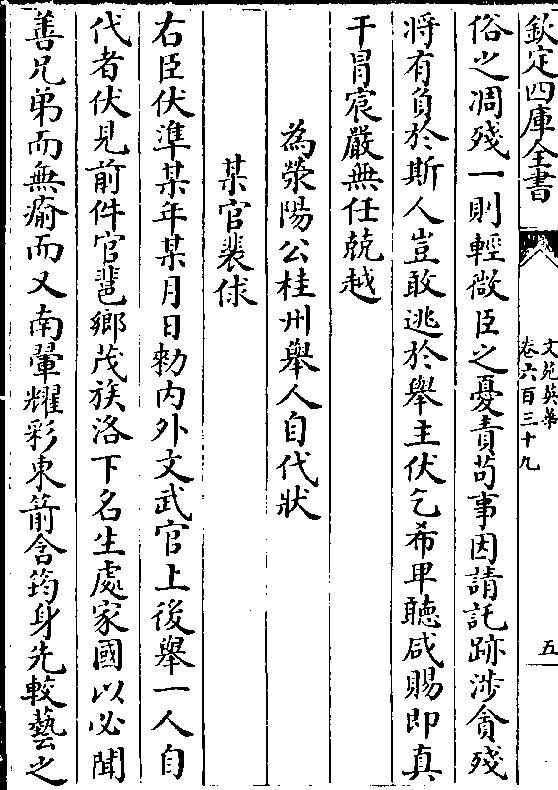 欽定四庫全書
文苑英華
卷六百三十九
五
俗之凋殘一則輕微臣之憂責苟事因請託跡涉貪殘
將有負於斯人豈敢逃於舉主伏乞希畀聽咸賜即真
干冒宸嚴無任兢越
為滎陽公桂州舉人自代狀
某官裴俅
右臣伏準某年某月日勑内外文武官上後舉一人自
代者伏見前件官邕鄉茂族洛下名生處家國以必聞
善兄弟而無瘉而又南翬耀彩東箭含筠身先較藝之